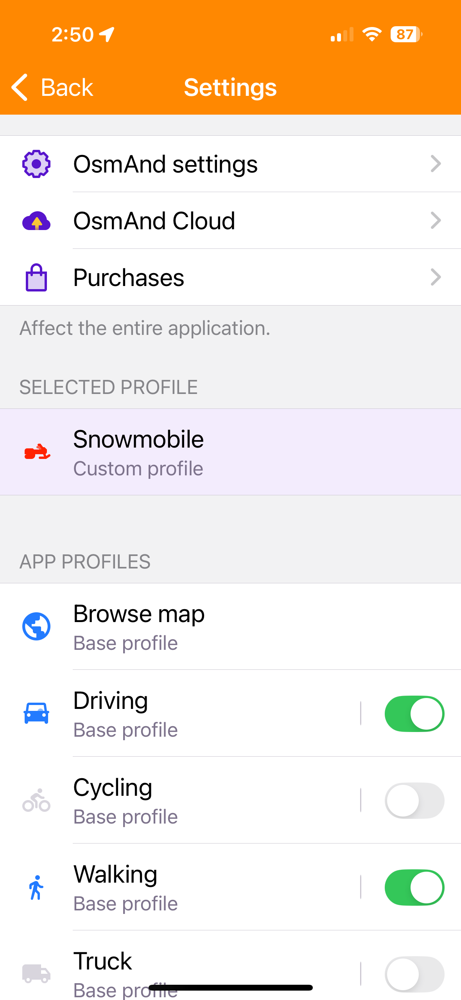 2:50
87
Back
Settings
OsmAnd settings
OsmAnd Cloud
Purchases
Affect the entire application.
SELECTED PROFILE
Snowmobile
Custom profile
APP PROFILES
Browse map
Base profile
Driving
Base profile
Cycling
Base profile
Walking
Base profile
Truck
Base profile